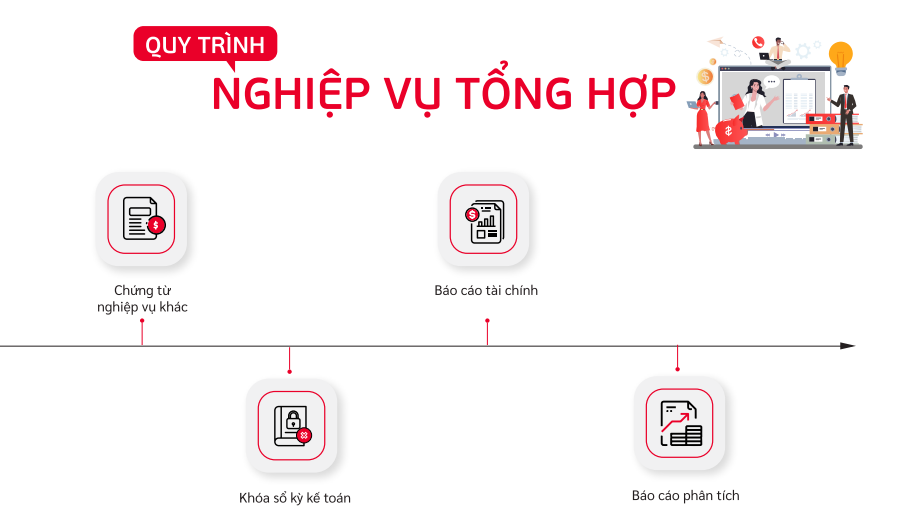 QUY TRÌNH
NGHIỆP VỤ TỔNG HỢP
Chứng từ
nghiệp vụ khác
Báo cáo tài chính
Khóa sổ kỳ kế toán
Báo cáo phân tích